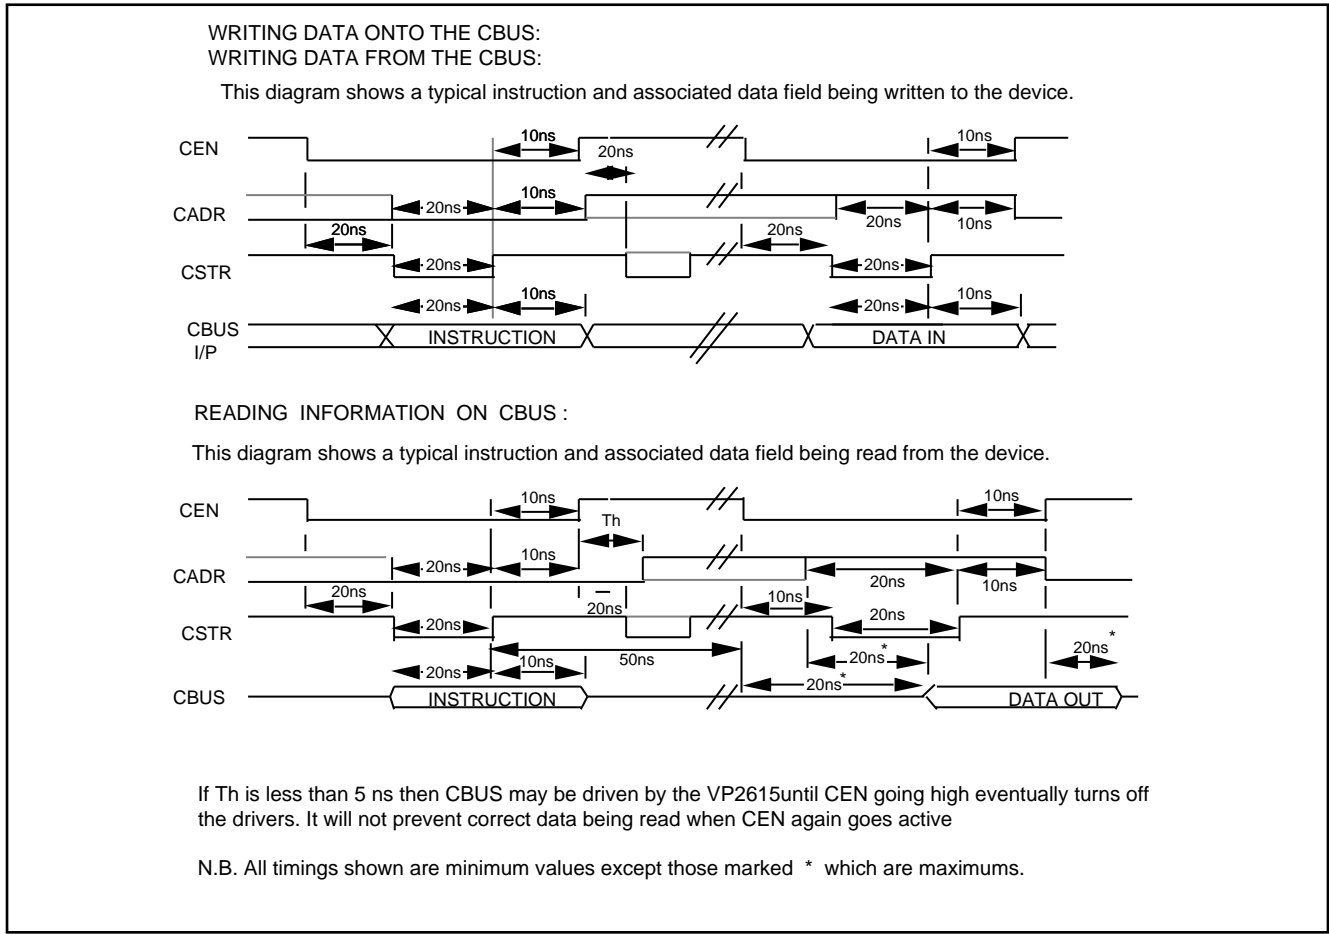 WRITING DATA ONTO THE CBUS:
WRITING DATA FROM THE CBUS:
This diagram shows a typical instruction and associated data field being written to the device.
CEN
10ns
20ns
10ns
CADR
20ns
10ns
20ns
10ns
20ns
20ns
CSTR
20ns
20ns
20ns
10ns
20ns
10ns
CBUS
I/P
INSTRUCTION
DATA IN
READING INFORMATION ON CBUS :
This diagram shows a typical instruction and associated data field being read from the device.
CEN
10ns
Th
10ns
CADR
20ns
10ns
20ns
10ns
20ns
20ns
10ns
CSTR
20ns
20ns
20ns
10ns
50ns
20ns*
20ns*
20ns*
CBUS
INSTRUCTION
DATA OUT
If Th is less than 5 ns then CBUS may be driven by the VP2615until CEN going high eventually turns off
the drivers. It will not prevent correct data being read when CEN again goes active
N.B. All timings shown are minimum values except those marked * which are maximums.